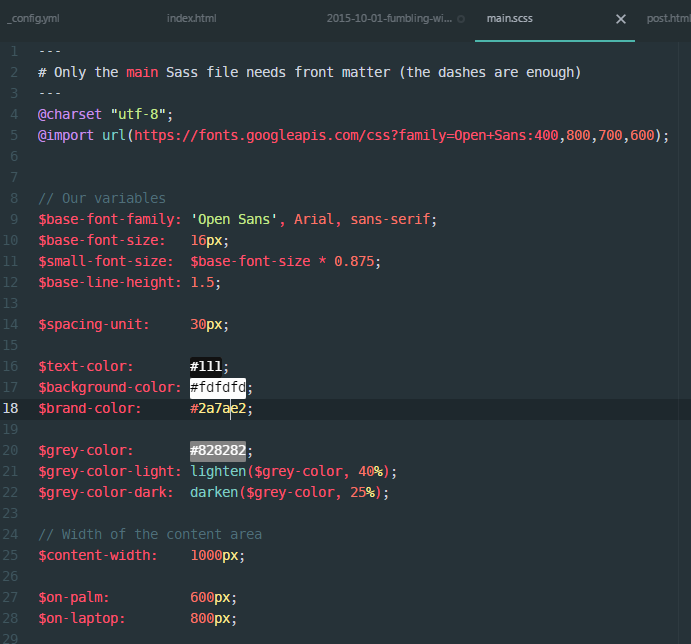 _config.yml index.html 2015-10-01-fumbling-wi... main.scss post.html
1 ---
2 # Only the main Sass file needs front matter (the dashes are enough)
3 ---
4 @charset "utf-8";
5 @import url(https://fonts.googleapis.com/css?family=Open+Sans:400,800,700,600);
6
7
8 // Our variables
9 $base-font-family: 'Open Sans', Arial, sans-serif;
10 $base-font-size:   16px;
11 $small-font-size:  $base-font-size * 0.875;
12 $base-line-height: 1.5;
13
14 $spacing-unit:     30px;
15
16 $text-color:       #111;
17 $background-color: #fdfdfd;
18 $brand-color:      #2a7ae2;
19
20 $grey-color:       #828282;
21 $grey-color-light: lighten($grey-color, 40%);
22 $grey-color-dark:  darken($grey-color, 25%);
23
24 // Width of the content area
25 $content-width:    1000px;
26
27 $on-palm:          600px;
28 $on-laptop:        800px;
29